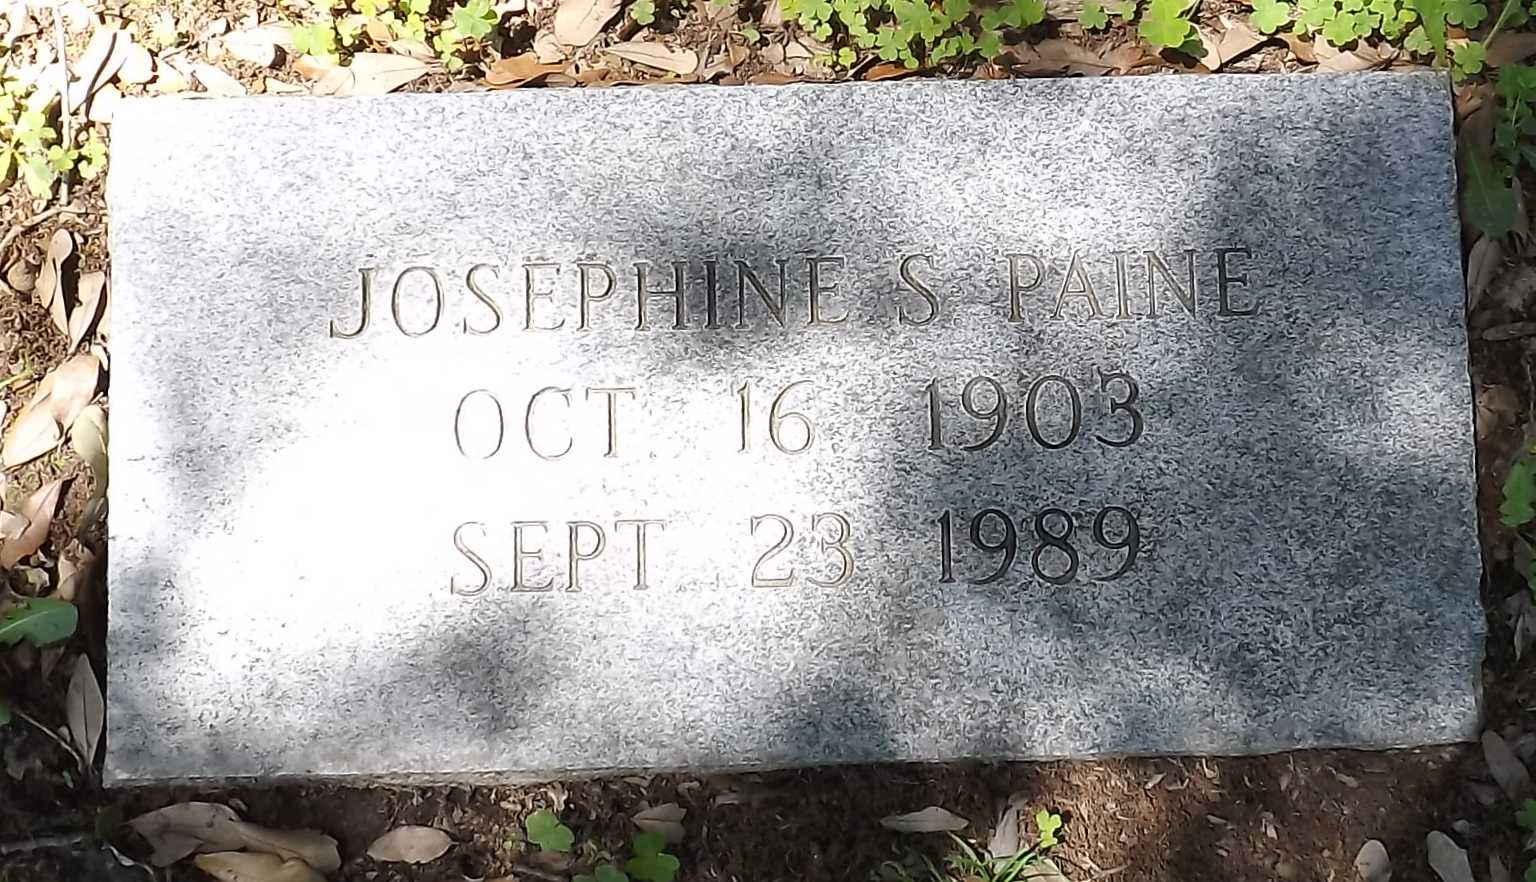 JOSEPHINE S PAINE
OCT 16 1903
SEPT 23 1989